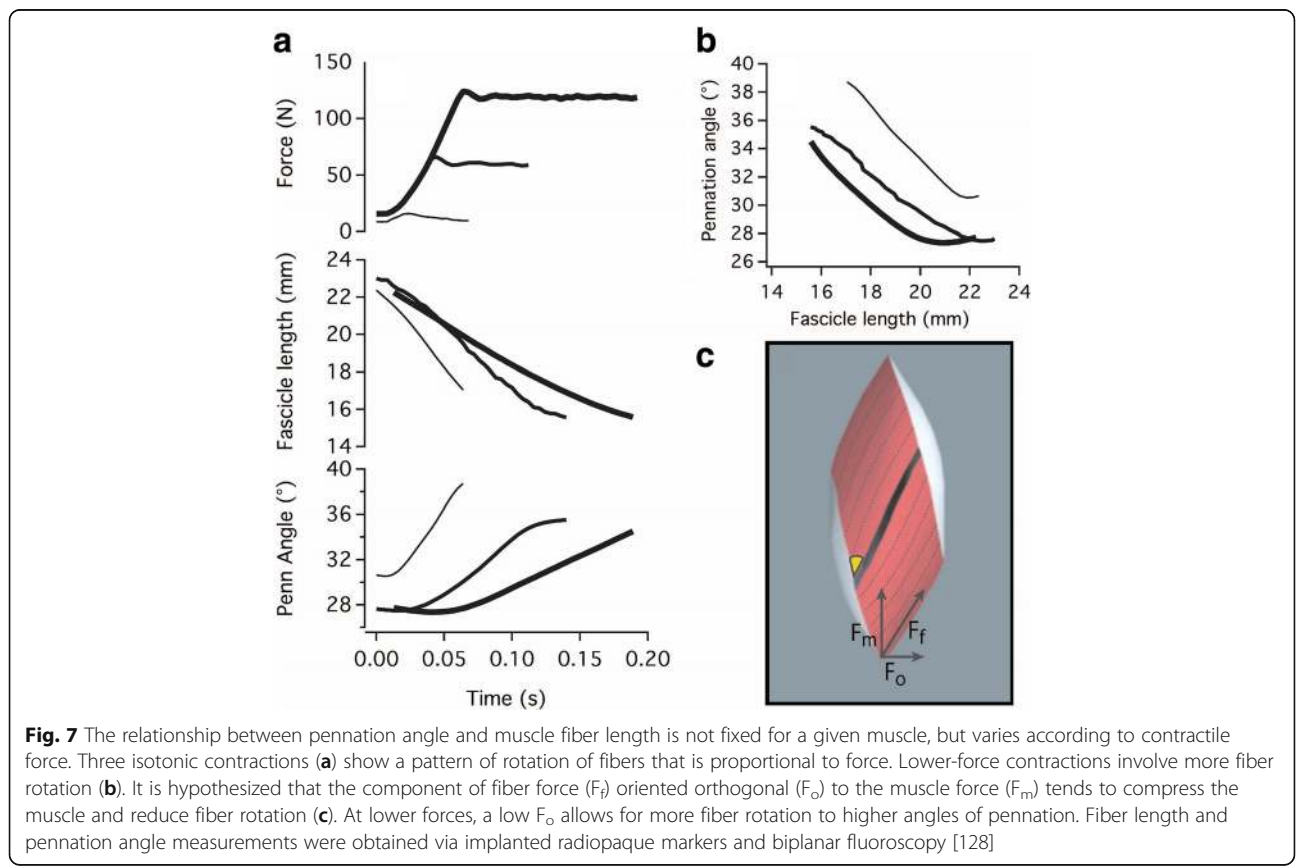 a
150
100
50
0
Force (N)
24
22
20
18
16
14
Fascicle length (mm)
40
36
32
28
Penn Angle (°)
0.00 0.05 0.10 0.15 0.20
Time (s)
b
40
38
36
34
32
30
28
26
Pennation angle (°)
14 16 18 20 22 24
Fascicle length (mm)
c
Fm
Ff
Fo
Fig. 7 The relationship between pennation angle and muscle fiber length is not fixed for a given muscle, but varies according to contractile
force. Three isotonic contractions (a) show a pattern of rotation of fibers that is proportional to force. Lower-force contractions involve more fiber
rotation (b). It is hypothesized that the component of fiber force (Ff) oriented orthogonal (Fo) to the muscle force (Fm) tends to compress the
muscle and reduce fiber rotation (c). At lower forces, a low Fo allows for more fiber rotation to higher angles of pennation. Fiber length and
pennation angle measurements were obtained via implanted radiopaque markers and biplanar fluoroscopy [128]